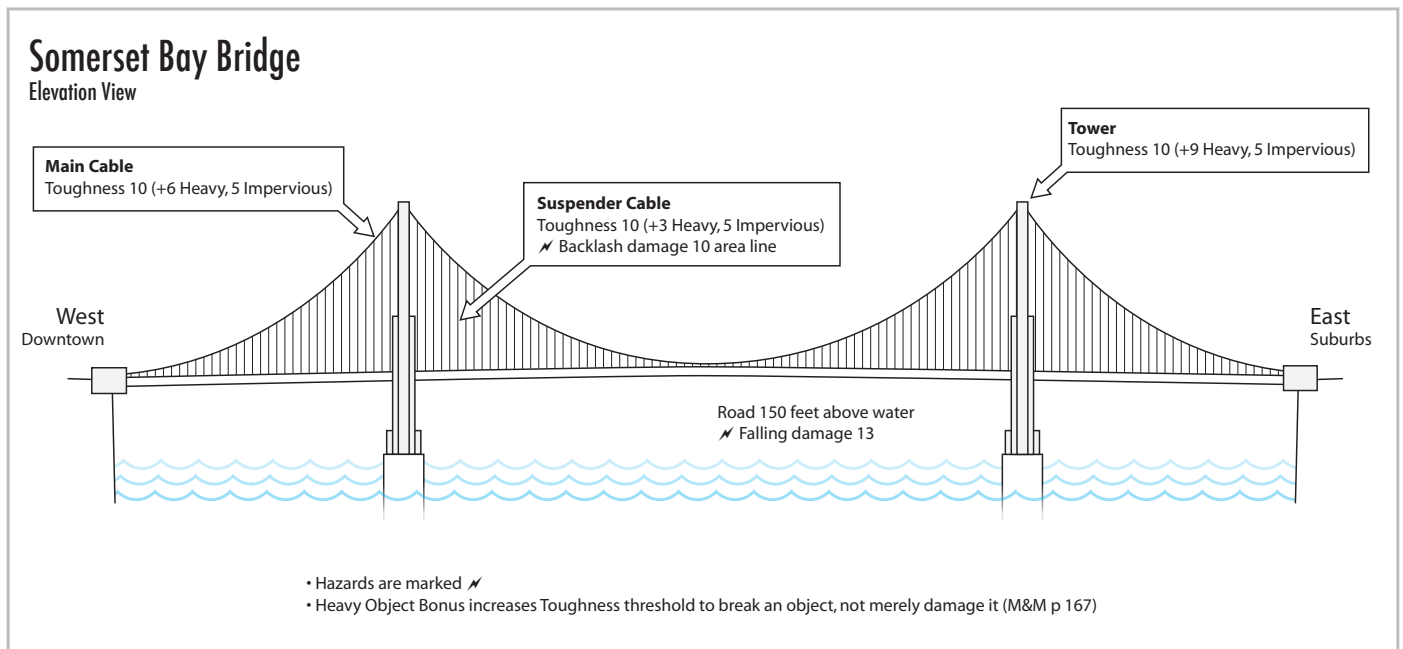 Somerset Bay Bridge
Elevation View
Main Cable
Toughness 10 (+6 Heavy, 5 Impervious)
Suspender Cable
Toughness 10 (+3 Heavy, 5 Impervious)
Backlash damage 10 area line
Tower
Toughness 10 (+9 Heavy, 5 Impervious)
West
Downtown
East
Suburbs
Road 150 feet above water
Falling damage 13
• Hazards are marked
• Heavy Object Bonus increases Toughness threshold to break an object, not merely damage it (M&M p 167)